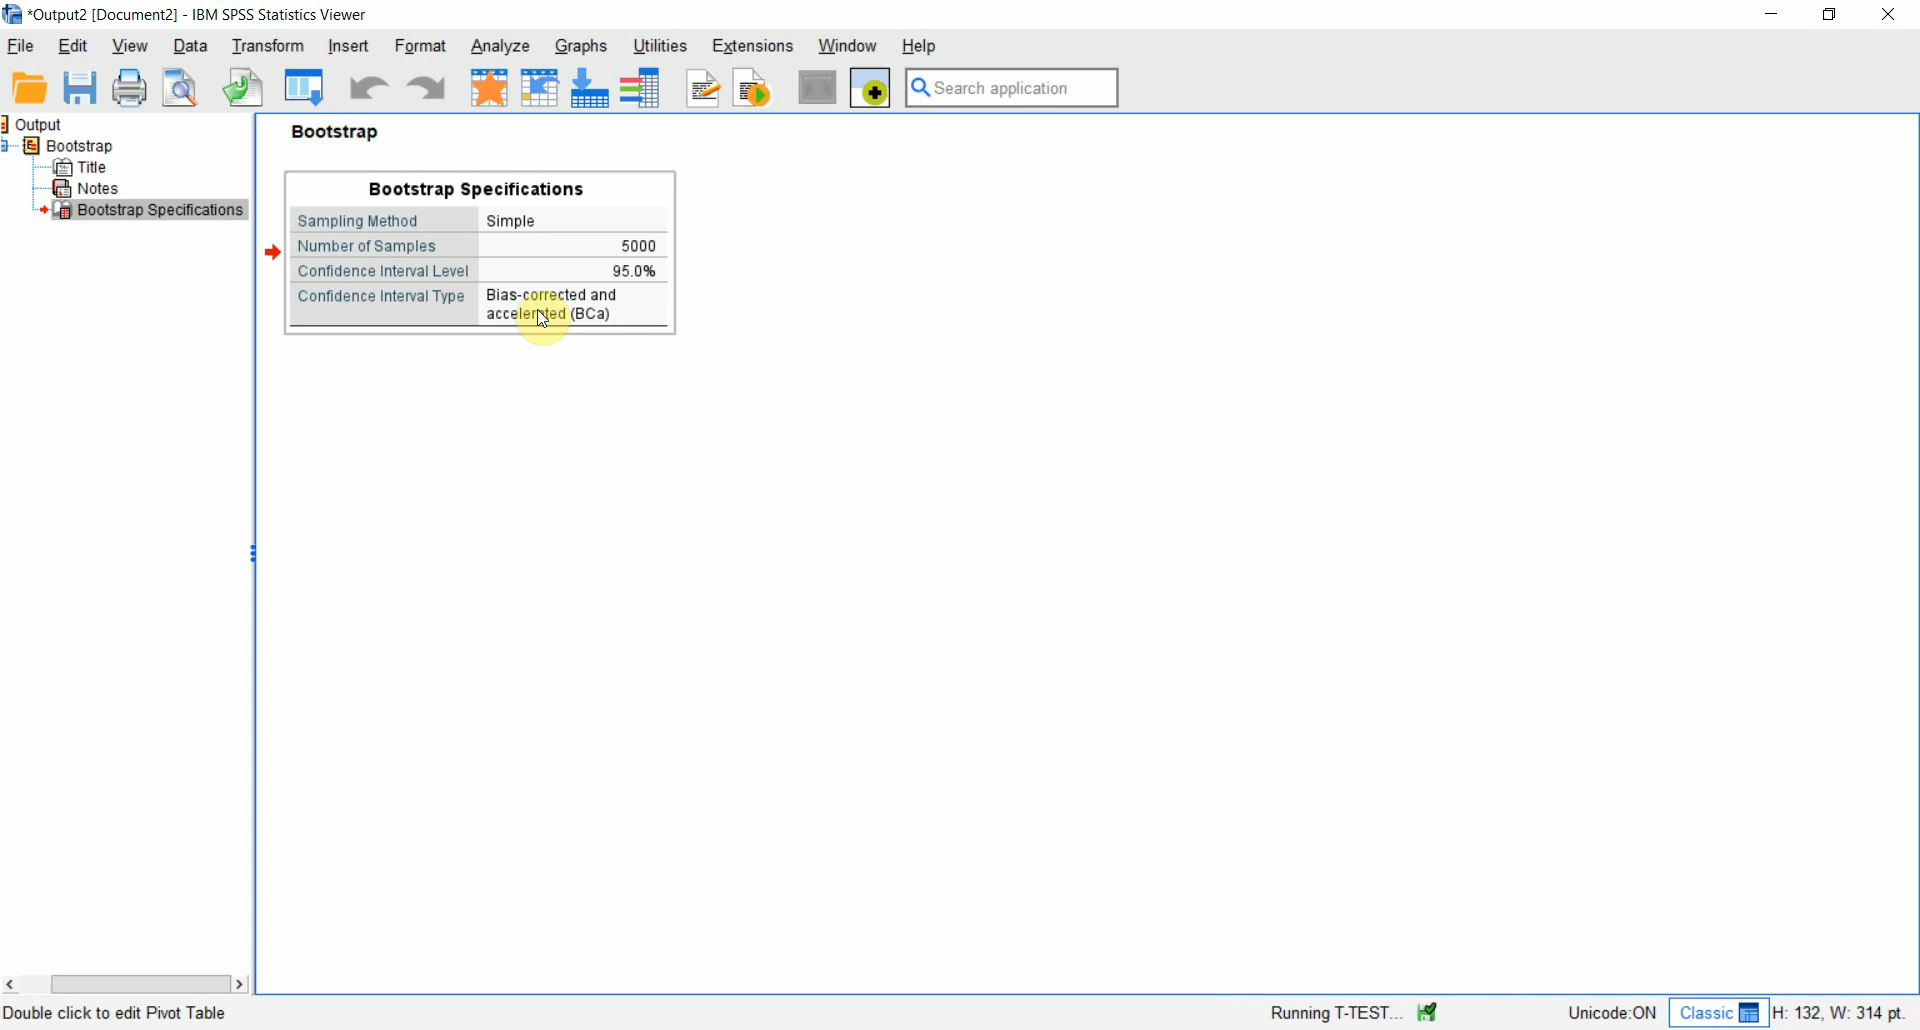 *Output2 [Document2] - IBM SPSS Statistics Viewer
File Edit View Data Transform Insert Format Analyze Graphs Utilities Extensions Window Help
Search application
Output
Bootstrap
Title
Notes
Bootstrap Specifications
Bootstrap
Bootstrap Specifications
Sampling Method Simple
Number of Samples 5000
Confidence Interval Level 95.0%
Confidence Interval Type Bias-corrected and
accelerated (BCa)
Double click to edit Pivot Table Running T-TEST... Unicode:ON Classic H: 132, W: 314 pt.